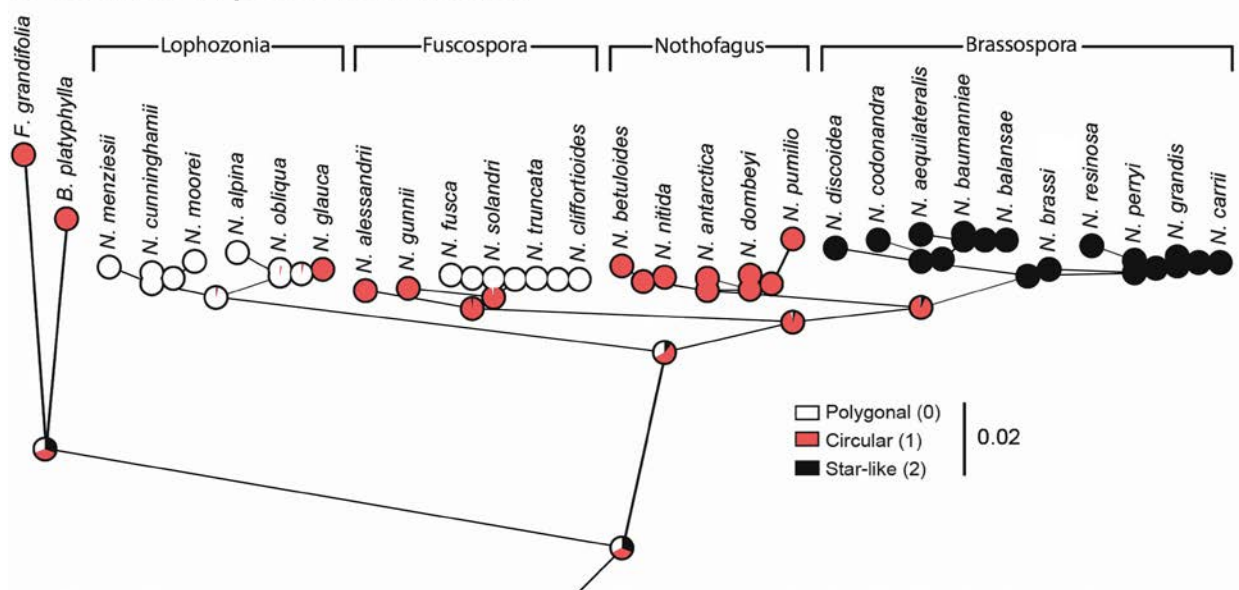 Lophozonia
Fuscospora
Nothofagus
Brassospora
F. grandifolia
B. platyphylla
N. menziesii
N. cunninghamii
N. moorei
N. alpina
N. obliqua
N. glauca
N. alessandrii
N. gunnii
N. fusca
N. solandri
N. truncata
N. cliffortioides
N. betuloides
N. nitida
N. antarctica
N. dombeyi
N. pumilio
N. discoidea
N. codonandra
N. aequilateralis
N. baumanniae
N. balansae
N. brassi
N. resinosa
N. perryi
N. grandis
N. carrii
Polygonal (0)
Circular (1)
Star-like (2)
0.02